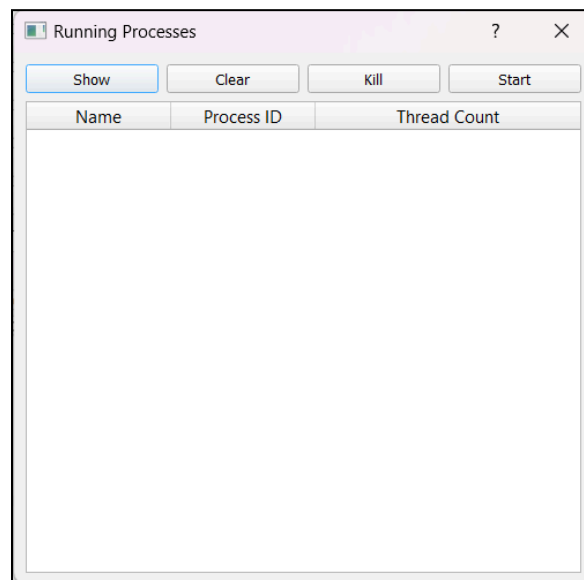 Running Processes ?
Show Clear Kill Start
Name Process ID Thread Count